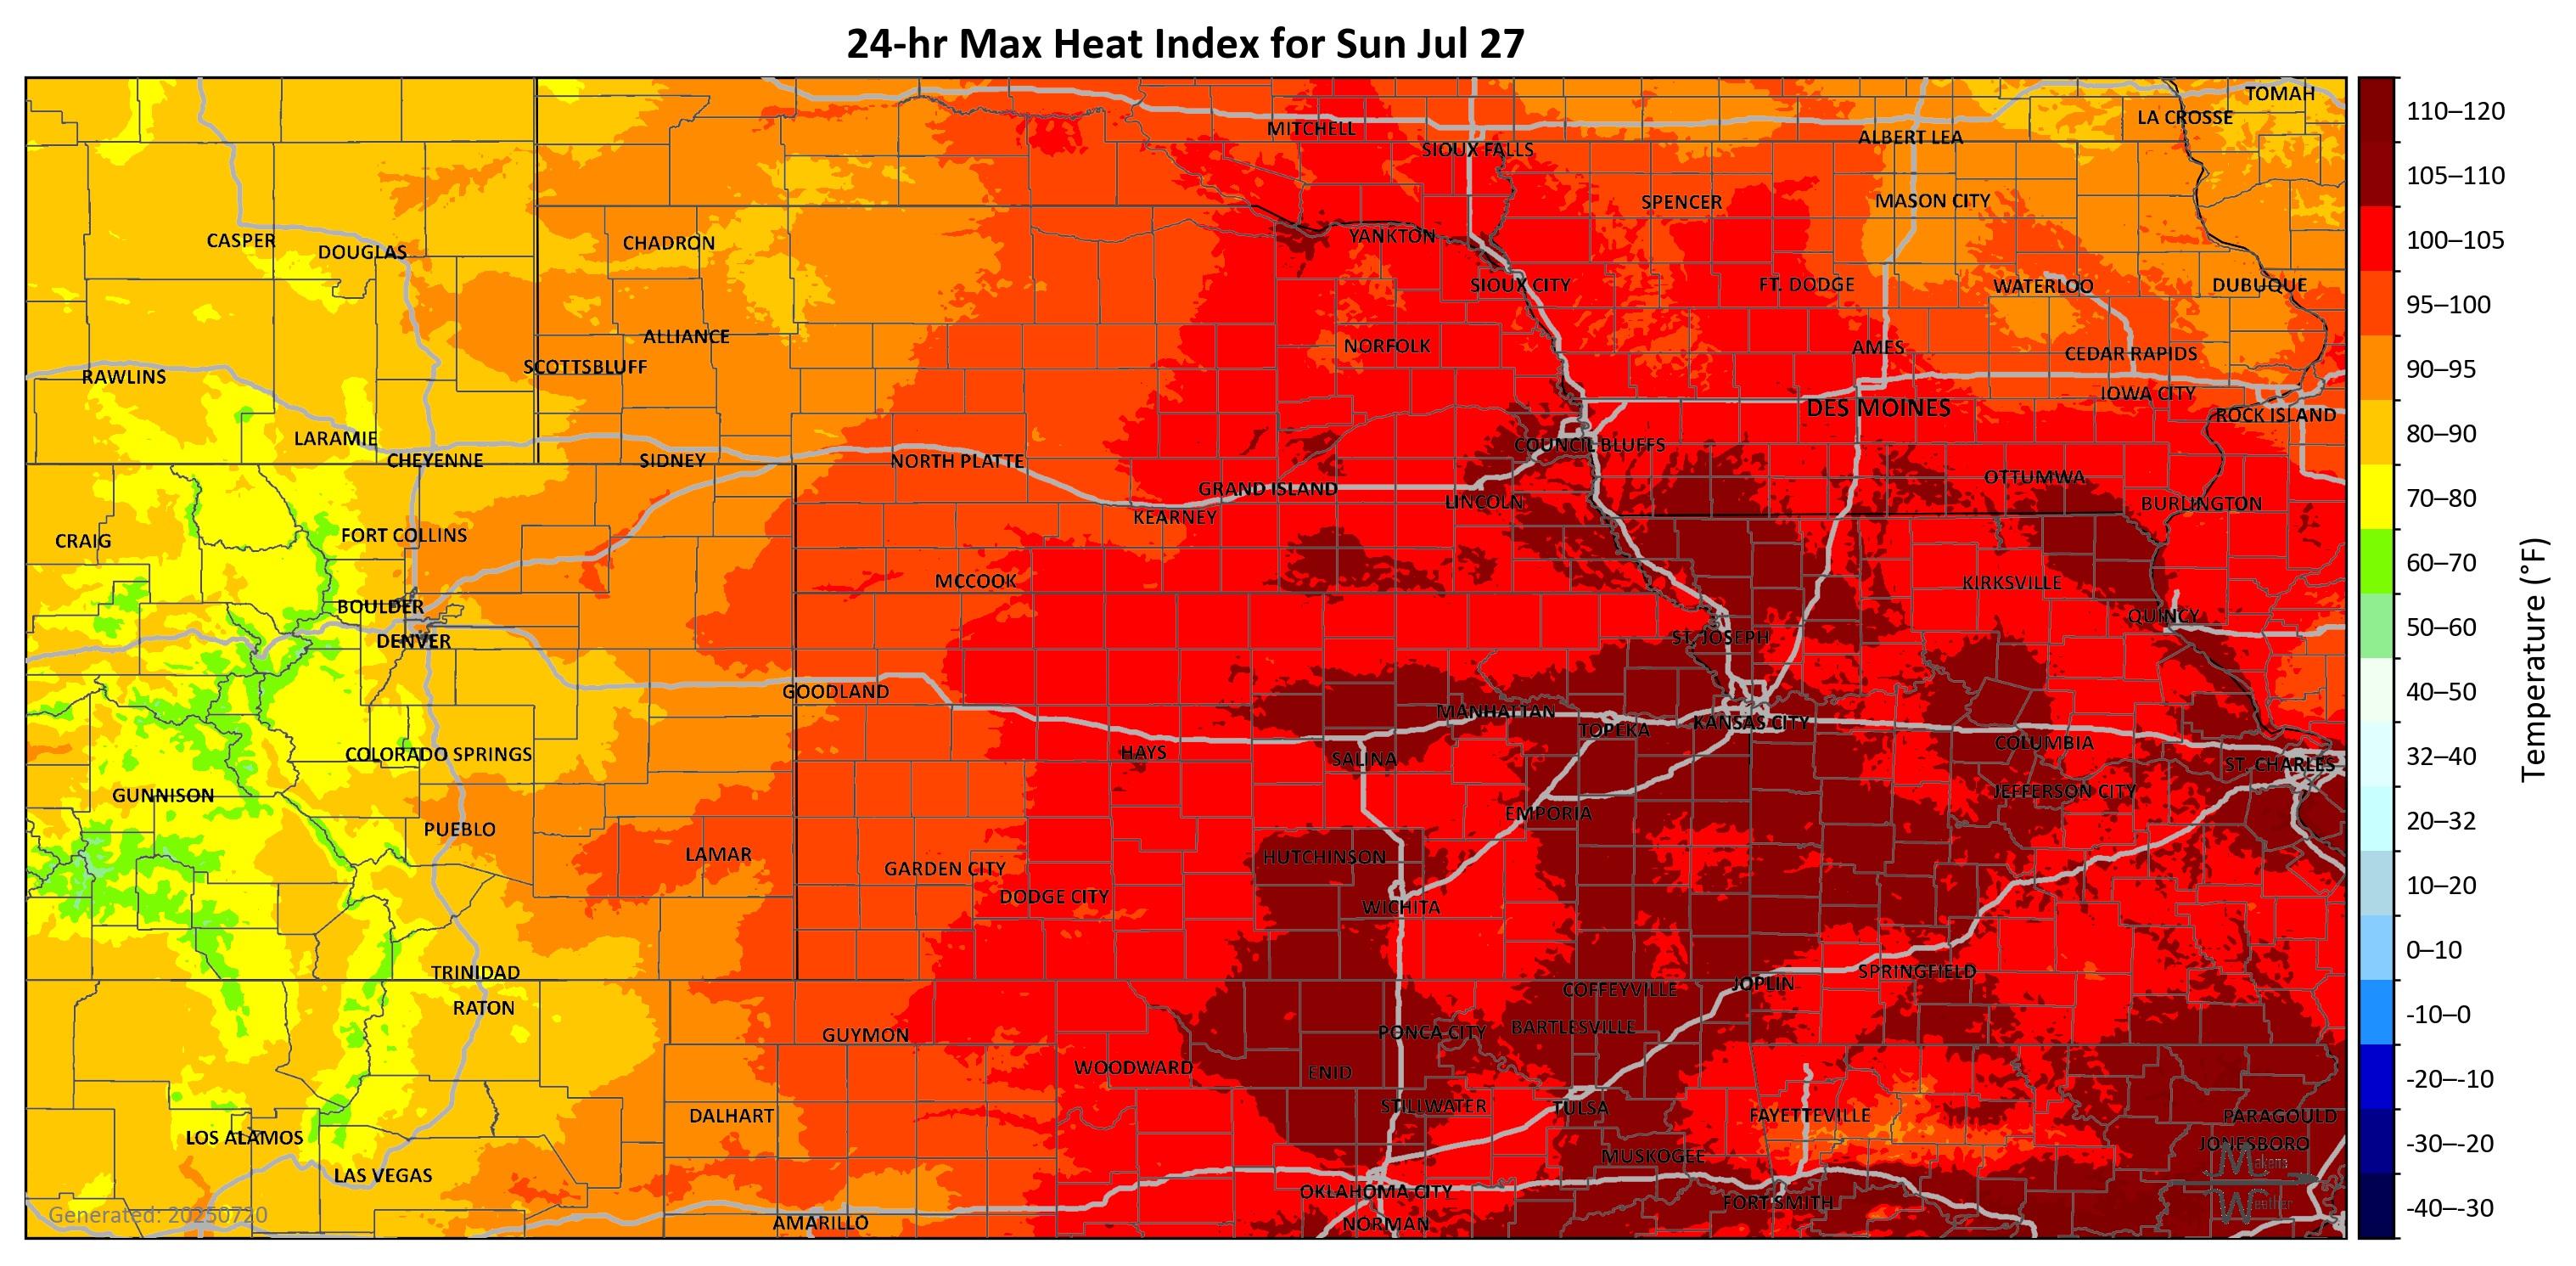 24-hr Max Heat Index for Sun Jul 27
TOMAH
LA CROSSE
MITCHELL
ALBERT LEA
SIOUX FALLS
SPENCER
MASON CITY
CASPER
DOUGLAS
CHADRON
YANKTON
SIOUX CITY
FT. DODGE
WATERLOO
DUBUQUE
ALLIANCE
NORFOLK
AMES
CEDAR RAPIDS
SCOTTSBLUFF
RAWLINS
IOWA CITY
DES MOINES
ROCK ISLAND
LARAMIE
COUNCIL BLUFFS
CHEYENNE
SIDNEY
NORTH PLATTE
OTTUMWA
GRAND ISLAND
LINCOLN
BURLINGTON
KEARNEY
FORT COLLINS
CRAIG
MCCOOK
KIRKSVILLE
BOULDER
QUINCY
DENVER
ST. JOSEPH
GOODLAND
MANHATTAN
TOPEKA
KANSAS CITY
COLUMBIA
COLORADO SPRINGS
HAYS
SALINA
ST. CHARLES
GUNNISON
JEFFERSON CITY
EMPORIA
PUEBLO
LAMAR
HUTCHINSON
GARDEN CITY
DODGE CITY
WICHITA
TRINIDAD
SPRINGFIELD
JOPLIN
COFFEYVILLE
RATON
GUYMON
PONCA CITY
BARTLESVILLE
WOODWARD
ENID
STILLWATER
TULSA
DALHART
FAYETTEVILLE
PARAGOULD
LOS ALAMOS
JONESBORO
MUSKOGEE
Makens
LAS VEGAS
OKLAHOMA CITY
FORT SMITH
Weather
Generated: 20250720
AMARILLO
NORMAN
110–120
105–110
100–105
95–100
90–95
80–90
70–80
60–70
50–60
40–50
32–40
20–32
10–20
0–10
-10–0
-20–-10
-30–-20
-40–-30
Temperature (°F)